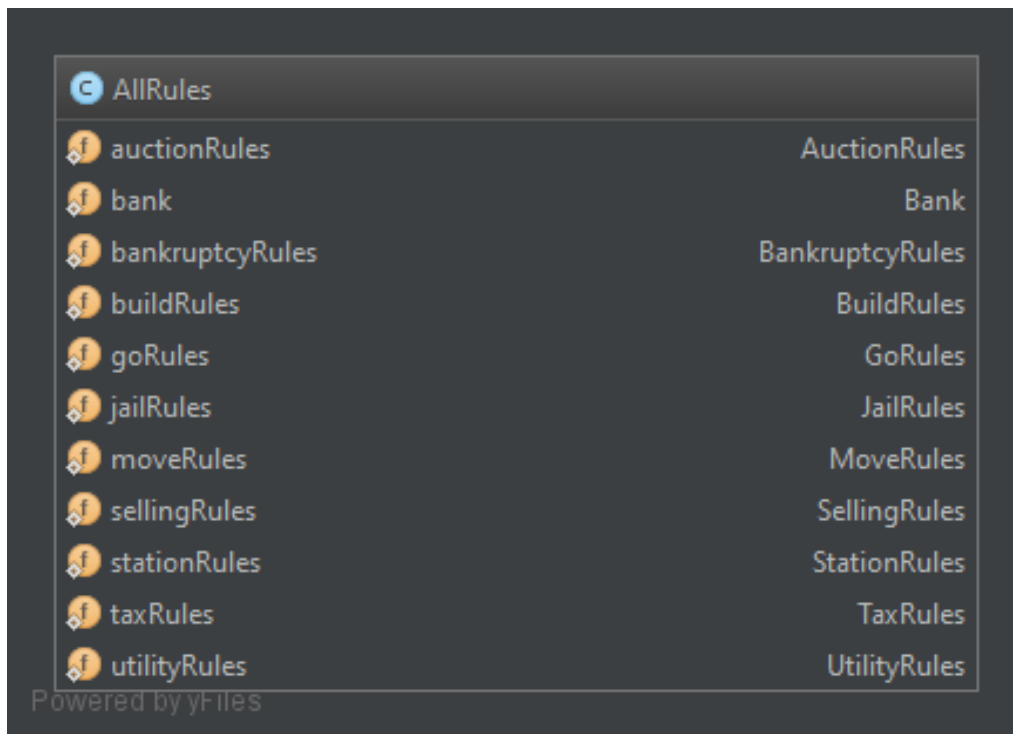 AllRules
auctionRules AuctionRules
bank Bank
bankruptcyRules BankruptcyRules
buildRules BuildRules
goRules GoRules
jailRules JailRules
moveRules MoveRules
sellingRules SellingRules
stationRules StationRules
taxRules TaxRules
utilityRules UtilityRules
Powered by yFiles